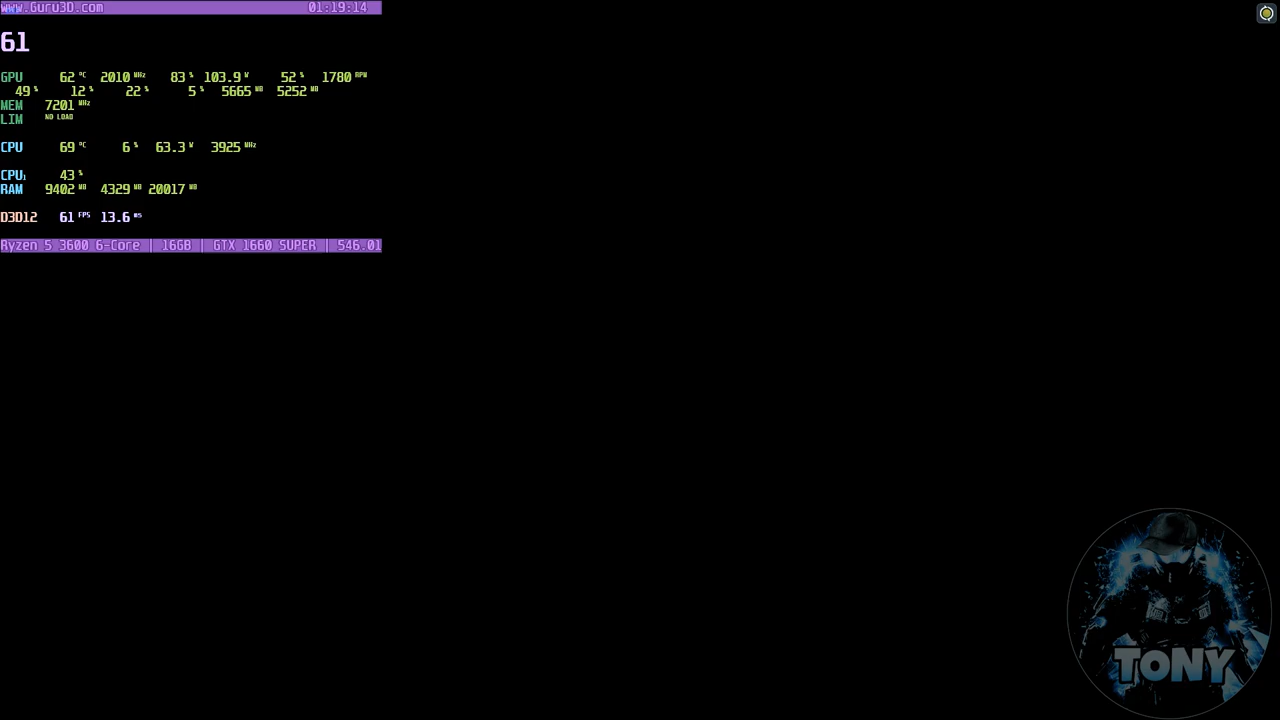 www.Guru3D.com 01:19:14
61
GPU 62 °C 2010 MHz 83 % 103.9 W 52 % 1780 RPM
49 % 12 % 22 % 5 % 5665 MB 5252 MB
MEM 7201 MHz
LIM NO LOAD
CPU 69 °C 6 % 63.3 W 3925 MHz
CPU1 43 %
RAM 9402 MB 4329 MB 20017 MB
D3D12 61 FPS 13.6 ms
Ryzen 5 3600 6-Core | 16GB | GTX 1660 SUPER | 546.01
TONY